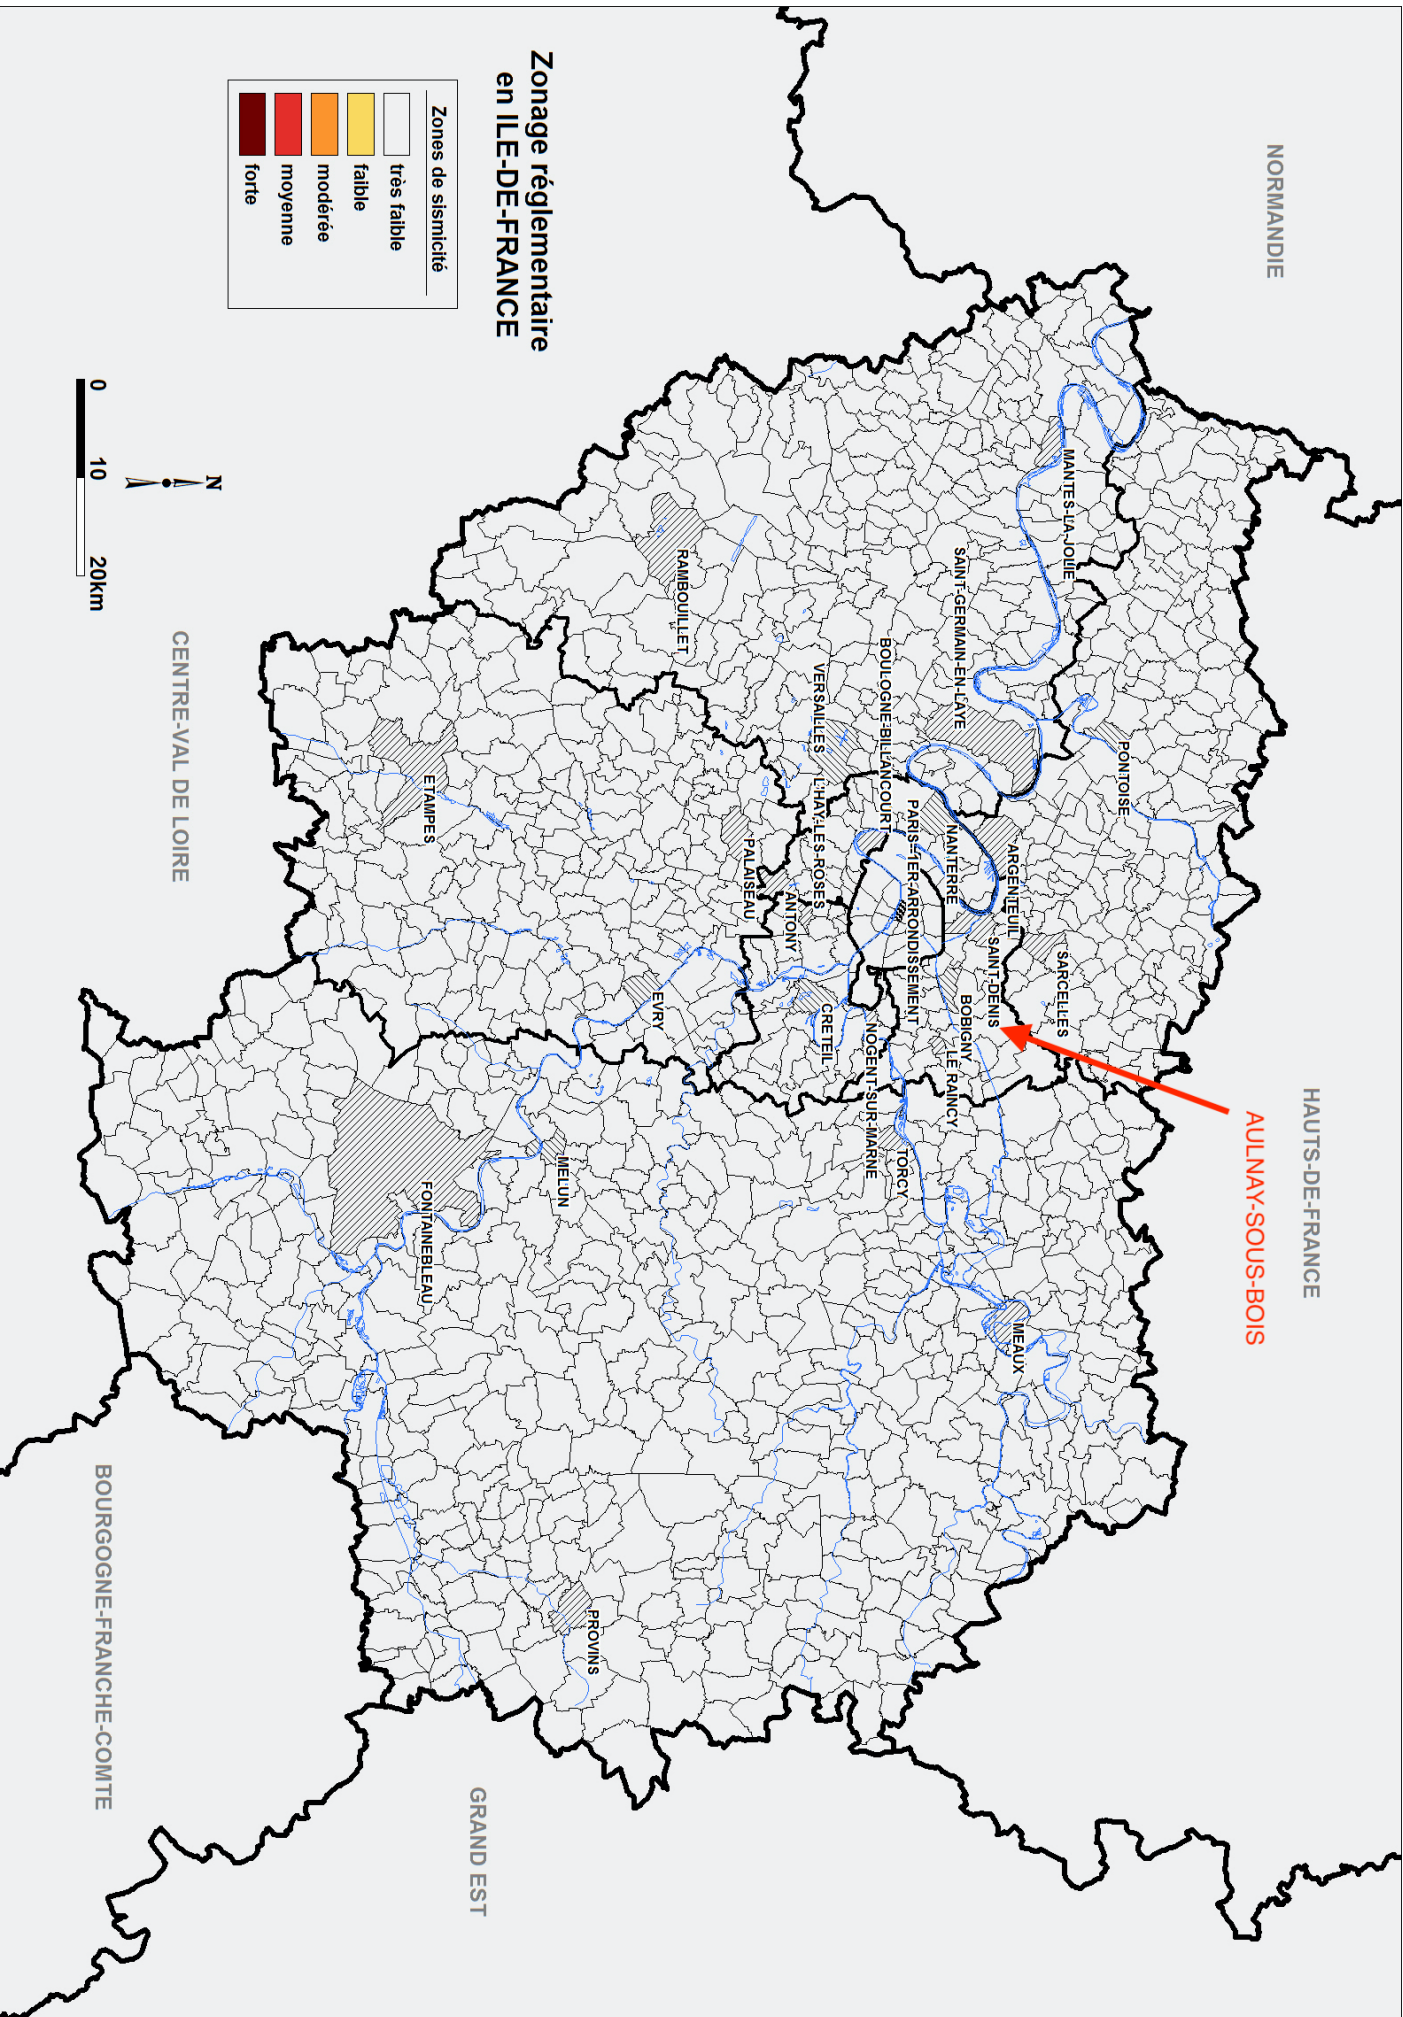 NORMANDIE
HAUTS-DE-FRANCE
AULNAY-SOUS-BOIS
PONTOISE
MANTES-LA-JOLIE
SARCELLES
ARGENTEUIL
SAINT-DENIS
MEAUX
SAINT-GERMAIN-EN-LAYE
NANTERRE
BOBIGNY
LE RAINCY
PARIS--1ER-ARRONDISSEMENT
TORCY
BOULOGNE-BILLANCOURT
NOGENT-SUR-MARNE
VERSAILLES
L'HAY-LES-ROSES
CRETEIL
ANTONY
PALAISEAU
RAMBOUILLET
EVRY
PROVINS
MELUN
ETAMPES
FONTAINEBLEAU
Zonage réglementaire
en ILE-DE-FRANCE
Zones de sismicité
très faible
faible
modérée
moyenne
forte
GRAND EST
N
CENTRE-VAL DE LOIRE
BOURGOGNE-FRANCHE-COMTE
0 10 20km